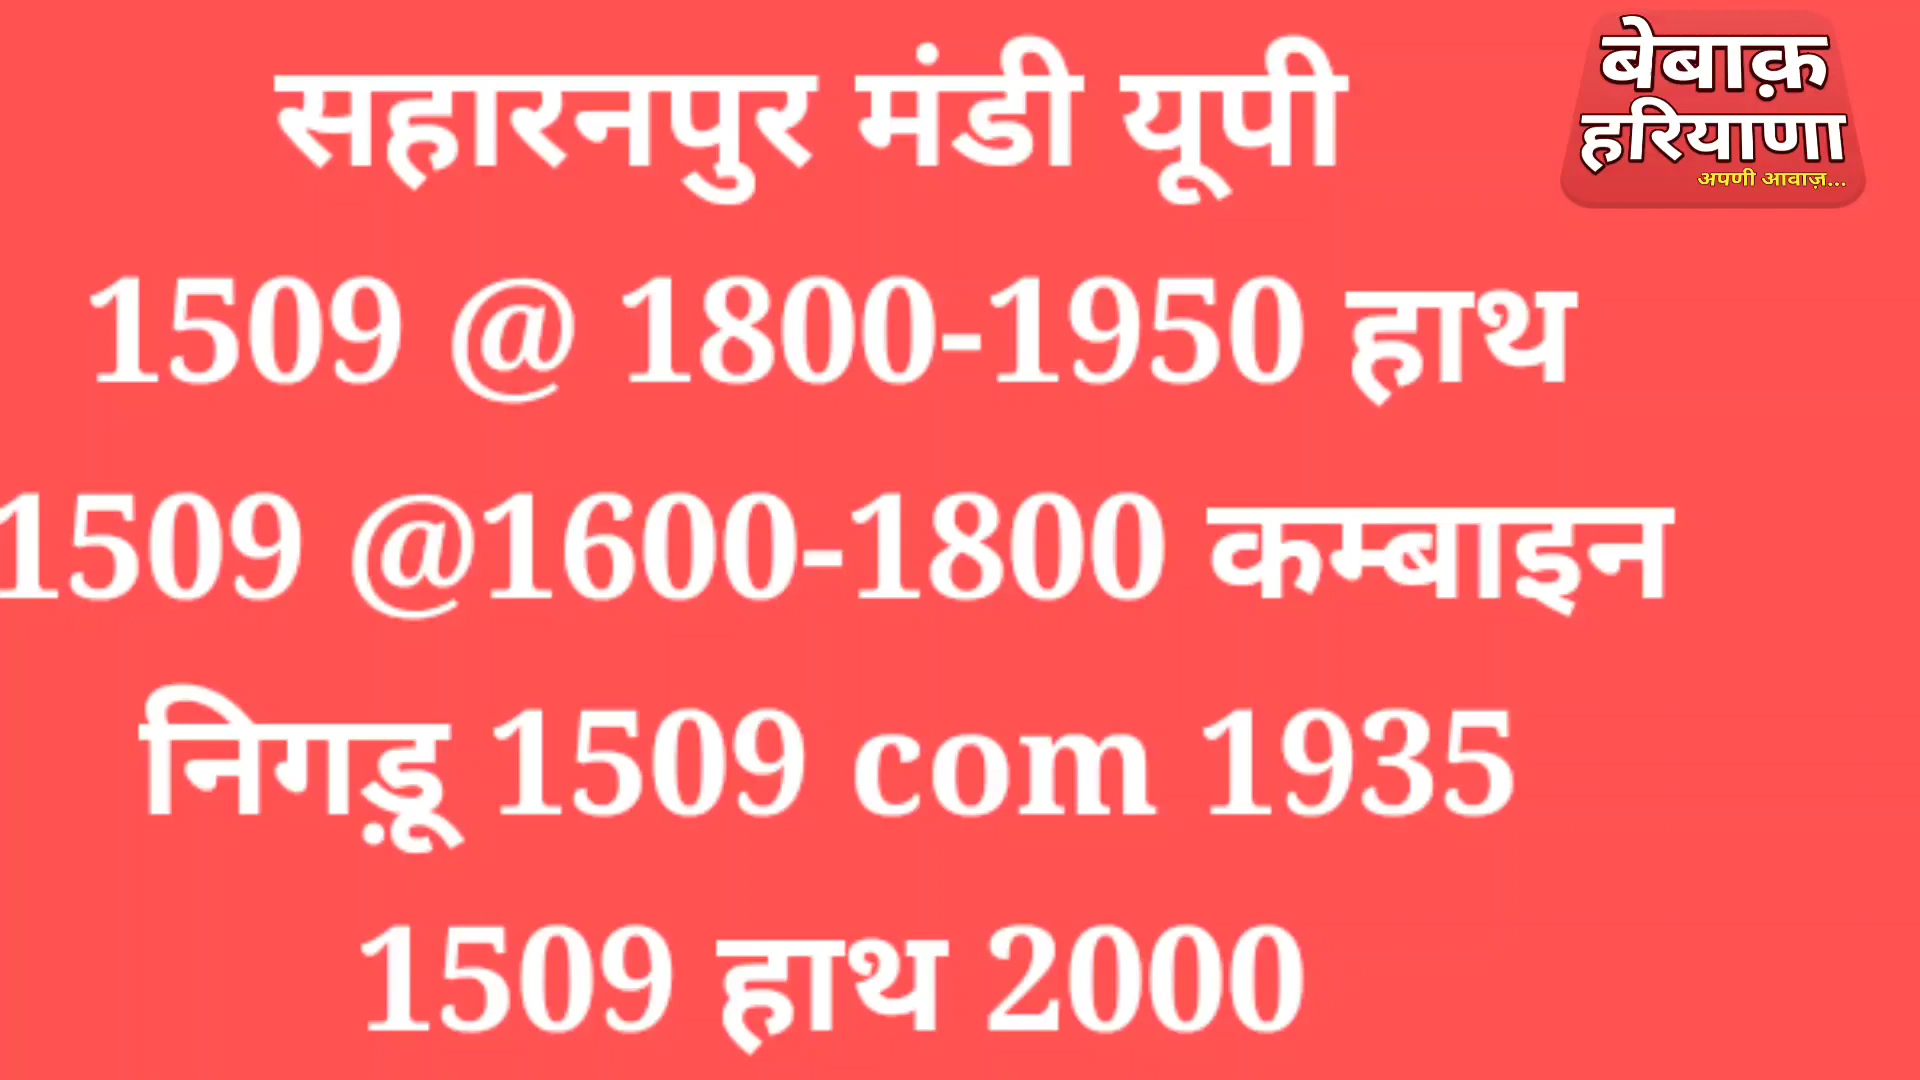 सहारनपुर मंडी यूपी
बेबाक़
हरियाणा
अपणी आवाज़...
1509 @ 1800-1950 हाथ
1509 @1600-1800 कम्बाइन
निगड़ू 1509 com 1935
1509 हाथ 2000